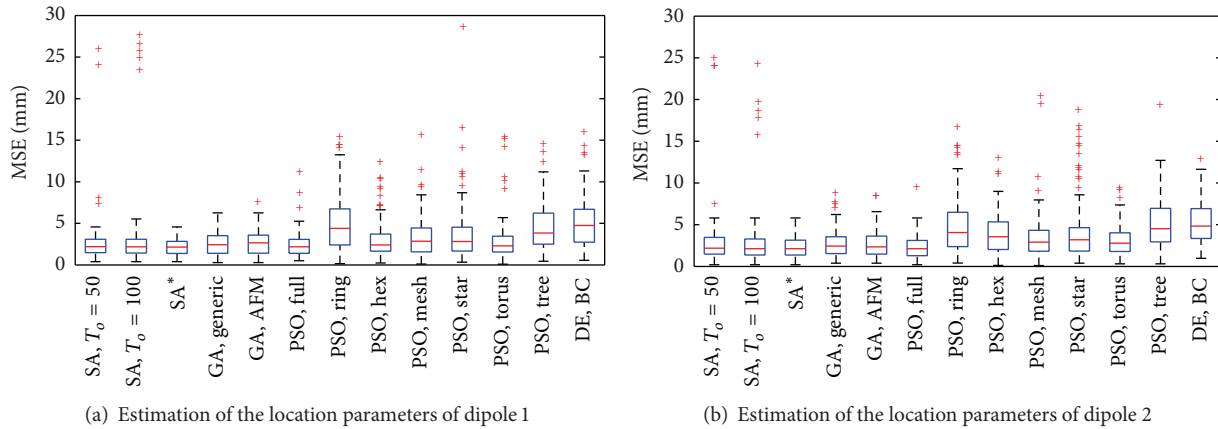 30
25
20
15
10
5
0
MSE (mm)
SA, Tₒ = 50
SA, Tₒ = 100
SA*
GA, generic
GA, AFM
PSO, full
PSO, ring
PSO, hex
PSO, mesh
PSO, star
PSO, torus
PSO, tree
DE, BC
(a) Estimation of the location parameters of dipole 1
30
25
20
15
10
5
0
MSE (mm)
SA, Tₒ = 50
SA, Tₒ = 100
SA*
GA, generic
GA, AFM
PSO, full
PSO, ring
PSO, hex
PSO, mesh
PSO, star
PSO, torus
PSO, tree
DE, BC
(b) Estimation of the location parameters of dipole 2